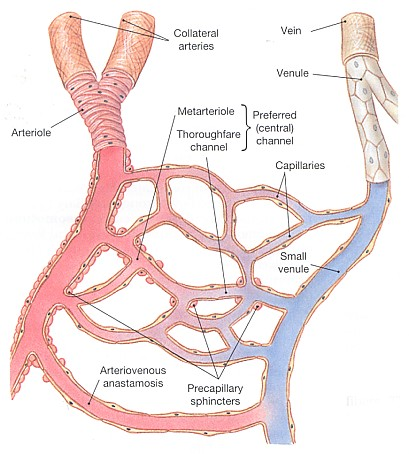 Collateral
arteries
Vein
Venule
Arteriole
Metarteriole
Thoroughfare
channel
Preferred
(central)
channel
Capillaries
Small
venule
Arteriovenous
anastamosis
Precapillary
sphincters